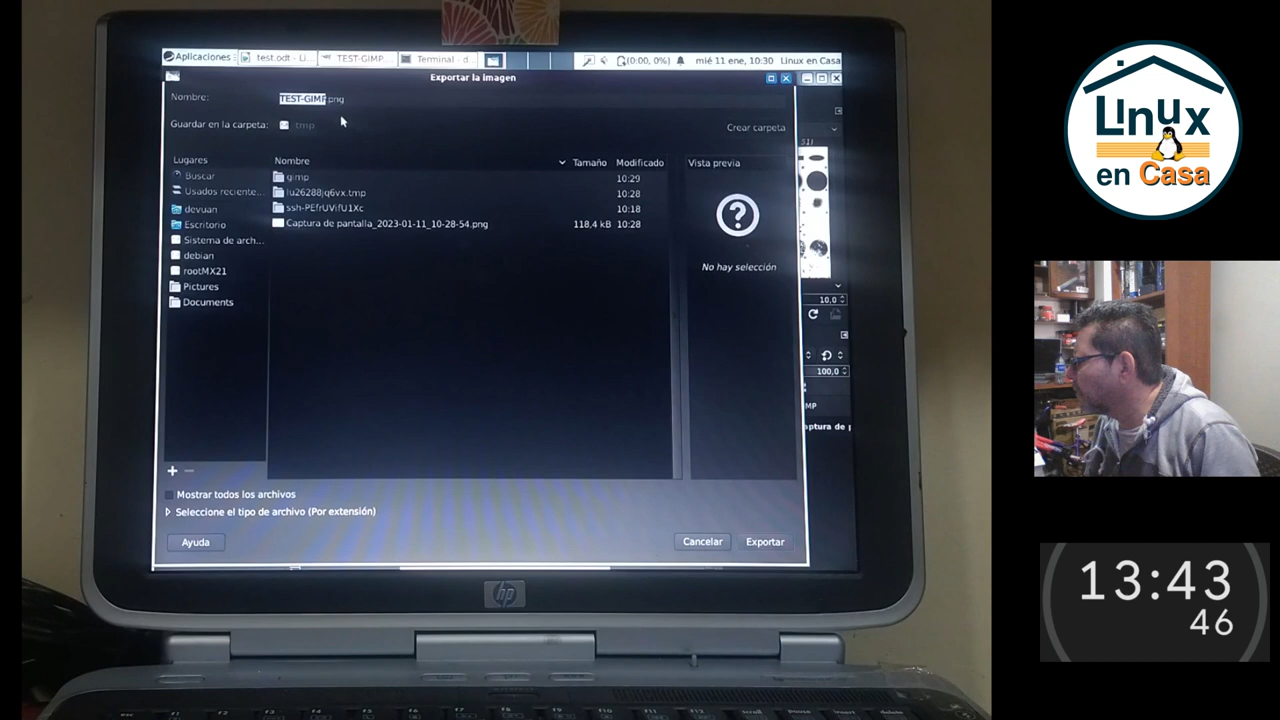 Aplicaciones
test.odt - Li...
TEST-GIMP...
Terminal - d...
(0:00, 0%)
mié 11 ene, 10:30
Linux en Casa
Exportar la imagen
Nombre:
TEST-GIMP.png
Guardar en la carpeta:
tmp
Crear carpeta
Lugares
Nombre
Tamaño
Modificado
Vista previa
Buscar
Usados reciente...
devuan
Escritorio
Sistema de arch...
debian
rootMX21
Pictures
Documents
gimp 10:29
lu26288jq6vx.tmp 10:28
ssh-PEfrUVifU1Xc 10:18
Captura de pantalla_2023-01-11_10-28-54.png 118,4 kB 10:28
No hay selección
10,0
100,0
Mostrar todos los archivos
Seleccione el tipo de archivo (Por extensión)
Ayuda
Cancelar
Exportar
hp
LInux
en Casa
13:43
46